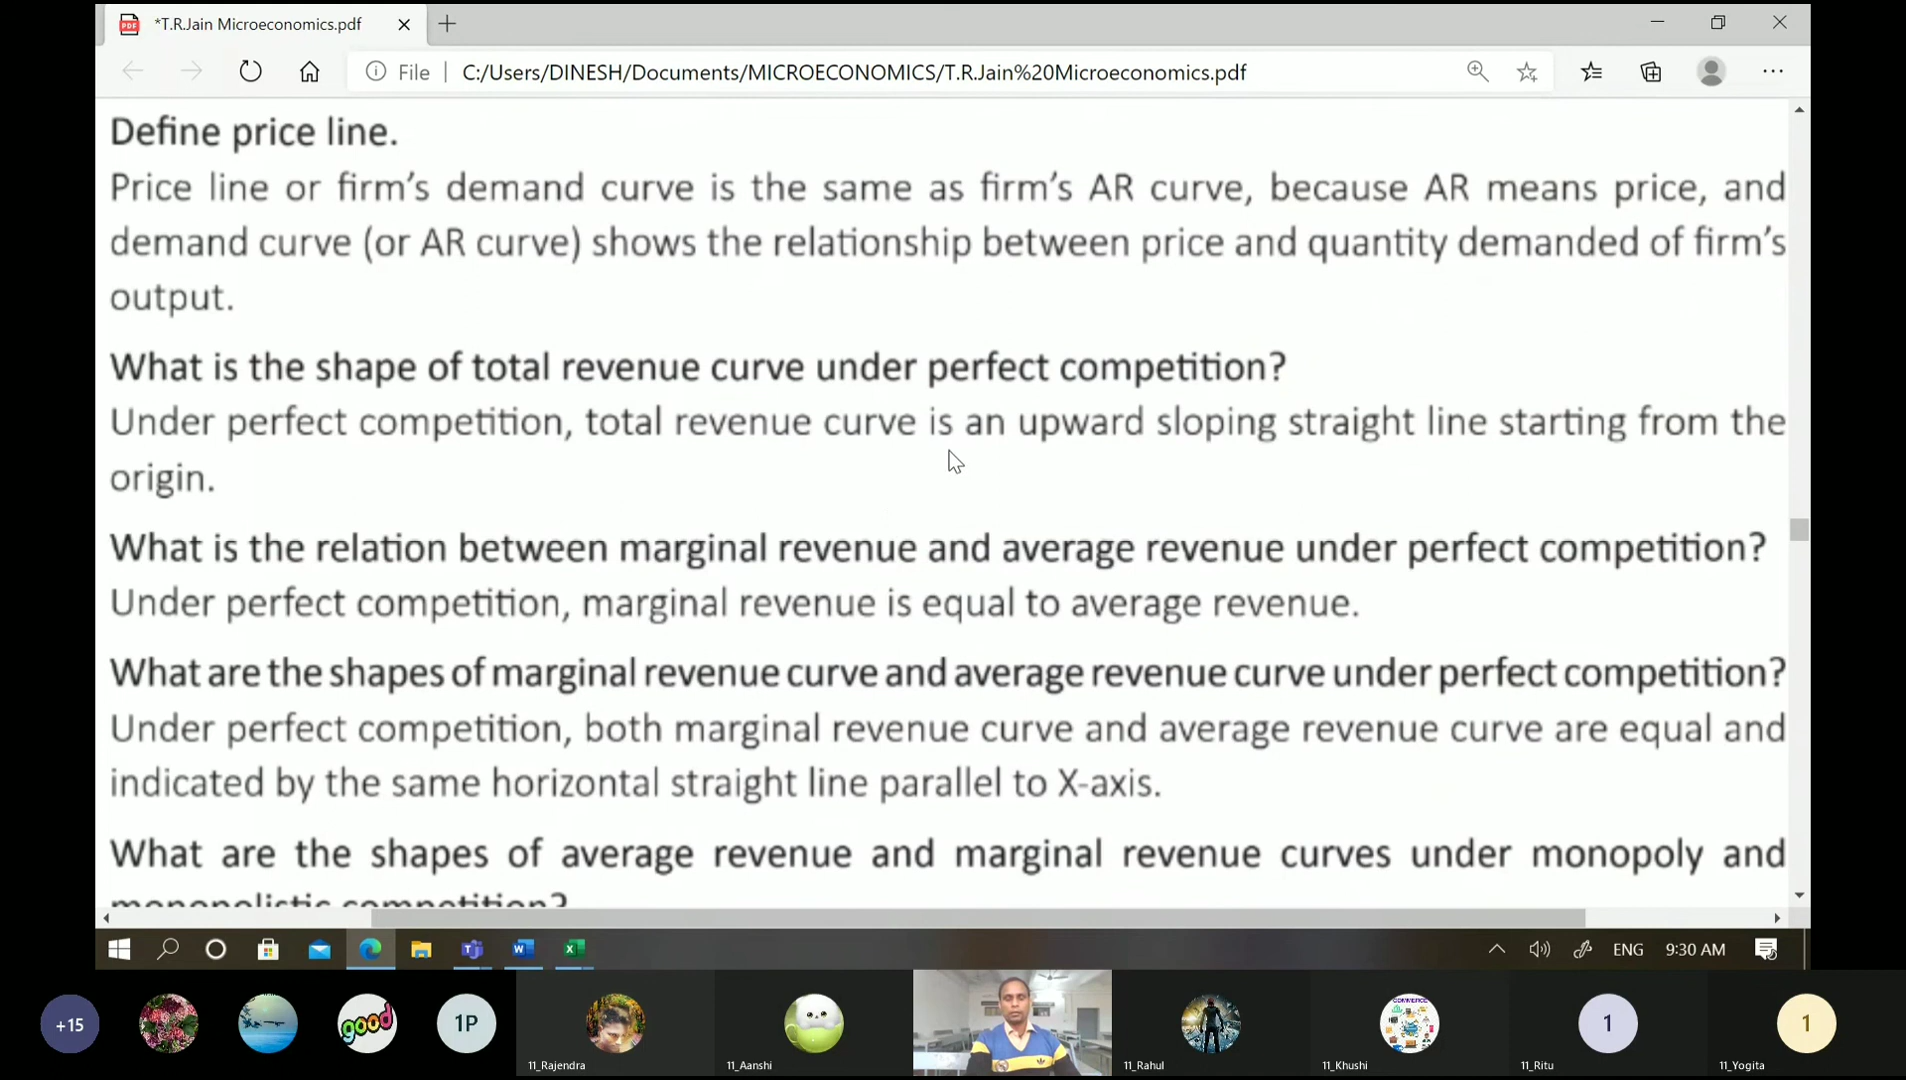 *T.R.Jain Microeconomics.pdf
File | C:/Users/DINESH/Documents/MICROECONOMICS/T.R.Jain%20Microeconomics.pdf
Define price line.
Price line or firm's demand curve is the same as firm's AR curve, because AR means price, and
demand curve (or AR curve) shows the relationship between price and quantity demanded of firm's
output.
What is the shape of total revenue curve under perfect competition?
Under perfect competition, total revenue curve is an upward sloping straight line starting from the
origin.
What is the relation between marginal revenue and average revenue under perfect competition?
Under perfect competition, marginal revenue is equal to average revenue.
What are the shapes of marginal revenue curve and average revenue curve under perfect competition?
Under perfect competition, both marginal revenue curve and average revenue curve are equal and
indicated by the same horizontal straight line parallel to X-axis.
What are the shapes of average revenue and marginal revenue curves under monopoly and
monopolistic competition?
ENG 9:30 AM
+15 good 1P 1 1
11_Rajendra 11_Aanshi 11_Rahul 11_Khushi 11_Ritu 11_Yogita